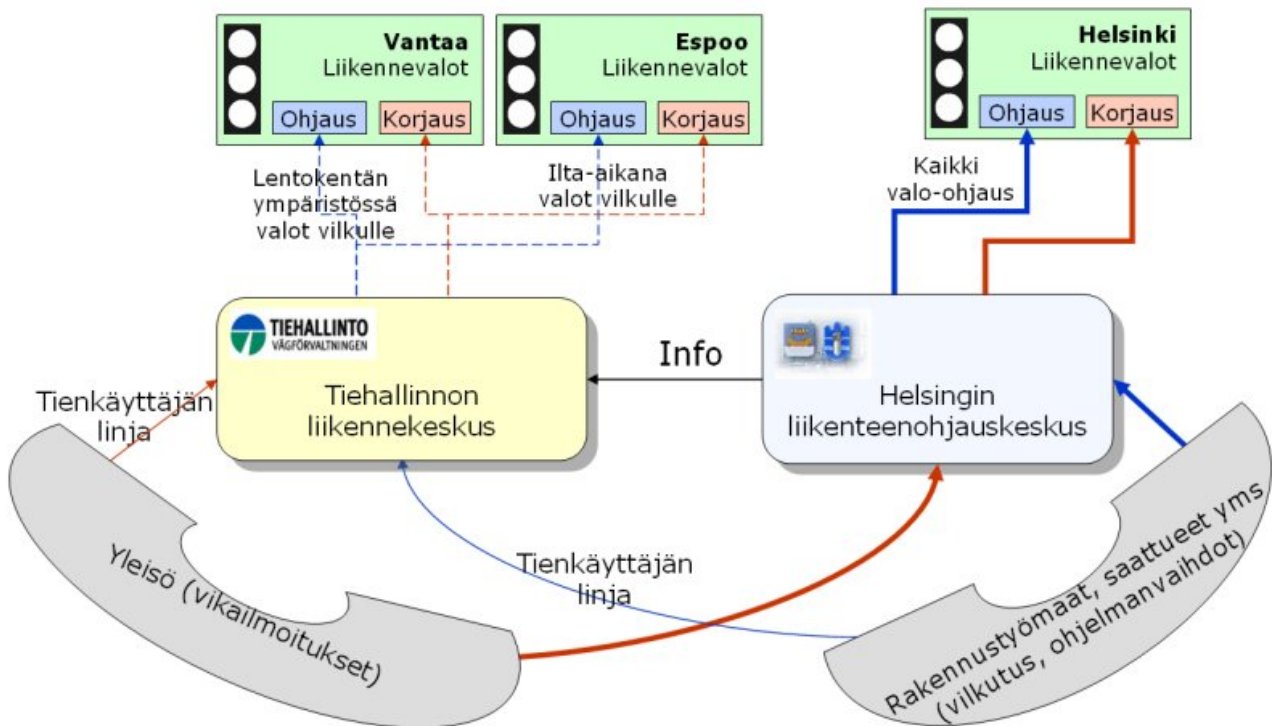 Vantaa
Liikennevalot
Ohjaus
Korjaus
Espoo
Liikennevalot
Ohjaus
Korjaus
Helsinki
Liikennevalot
Ohjaus
Korjaus
Lentokentän
ympäristössä
valot vilkulle
Ilta-aikana
valot vilkulle
Kaikki
valo-ohjaus
TIEHALLINTO
VÄGFÖRVALTNINGEN
Tiehallinnon
liikennekeskus
Info
Helsingin
liikenteenohjauskeskus
Tienkäyttäjän
linja
Yleisö (vikailmoitukset)
Tienkäyttäjän
linja
Rakennustyömaat, saattueet yms
(vilkutus, ohjelmanvaihdot)